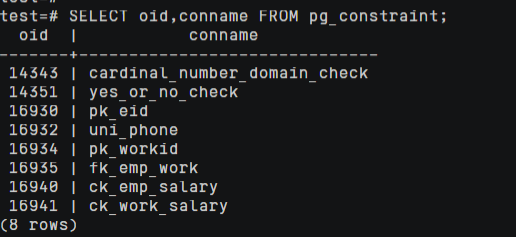 test=# SELECT oid,conname FROM pg_constraint;
  oid  |           conname
-------+------------------------------
 14343 | cardinal_number_domain_check
 14351 | yes_or_no_check
 16930 | pk_eid
 16932 | uni_phone
 16934 | pk_workid
 16935 | fk_emp_work
 16940 | ck_emp_salary
 16941 | ck_work_salary
(8 rows)